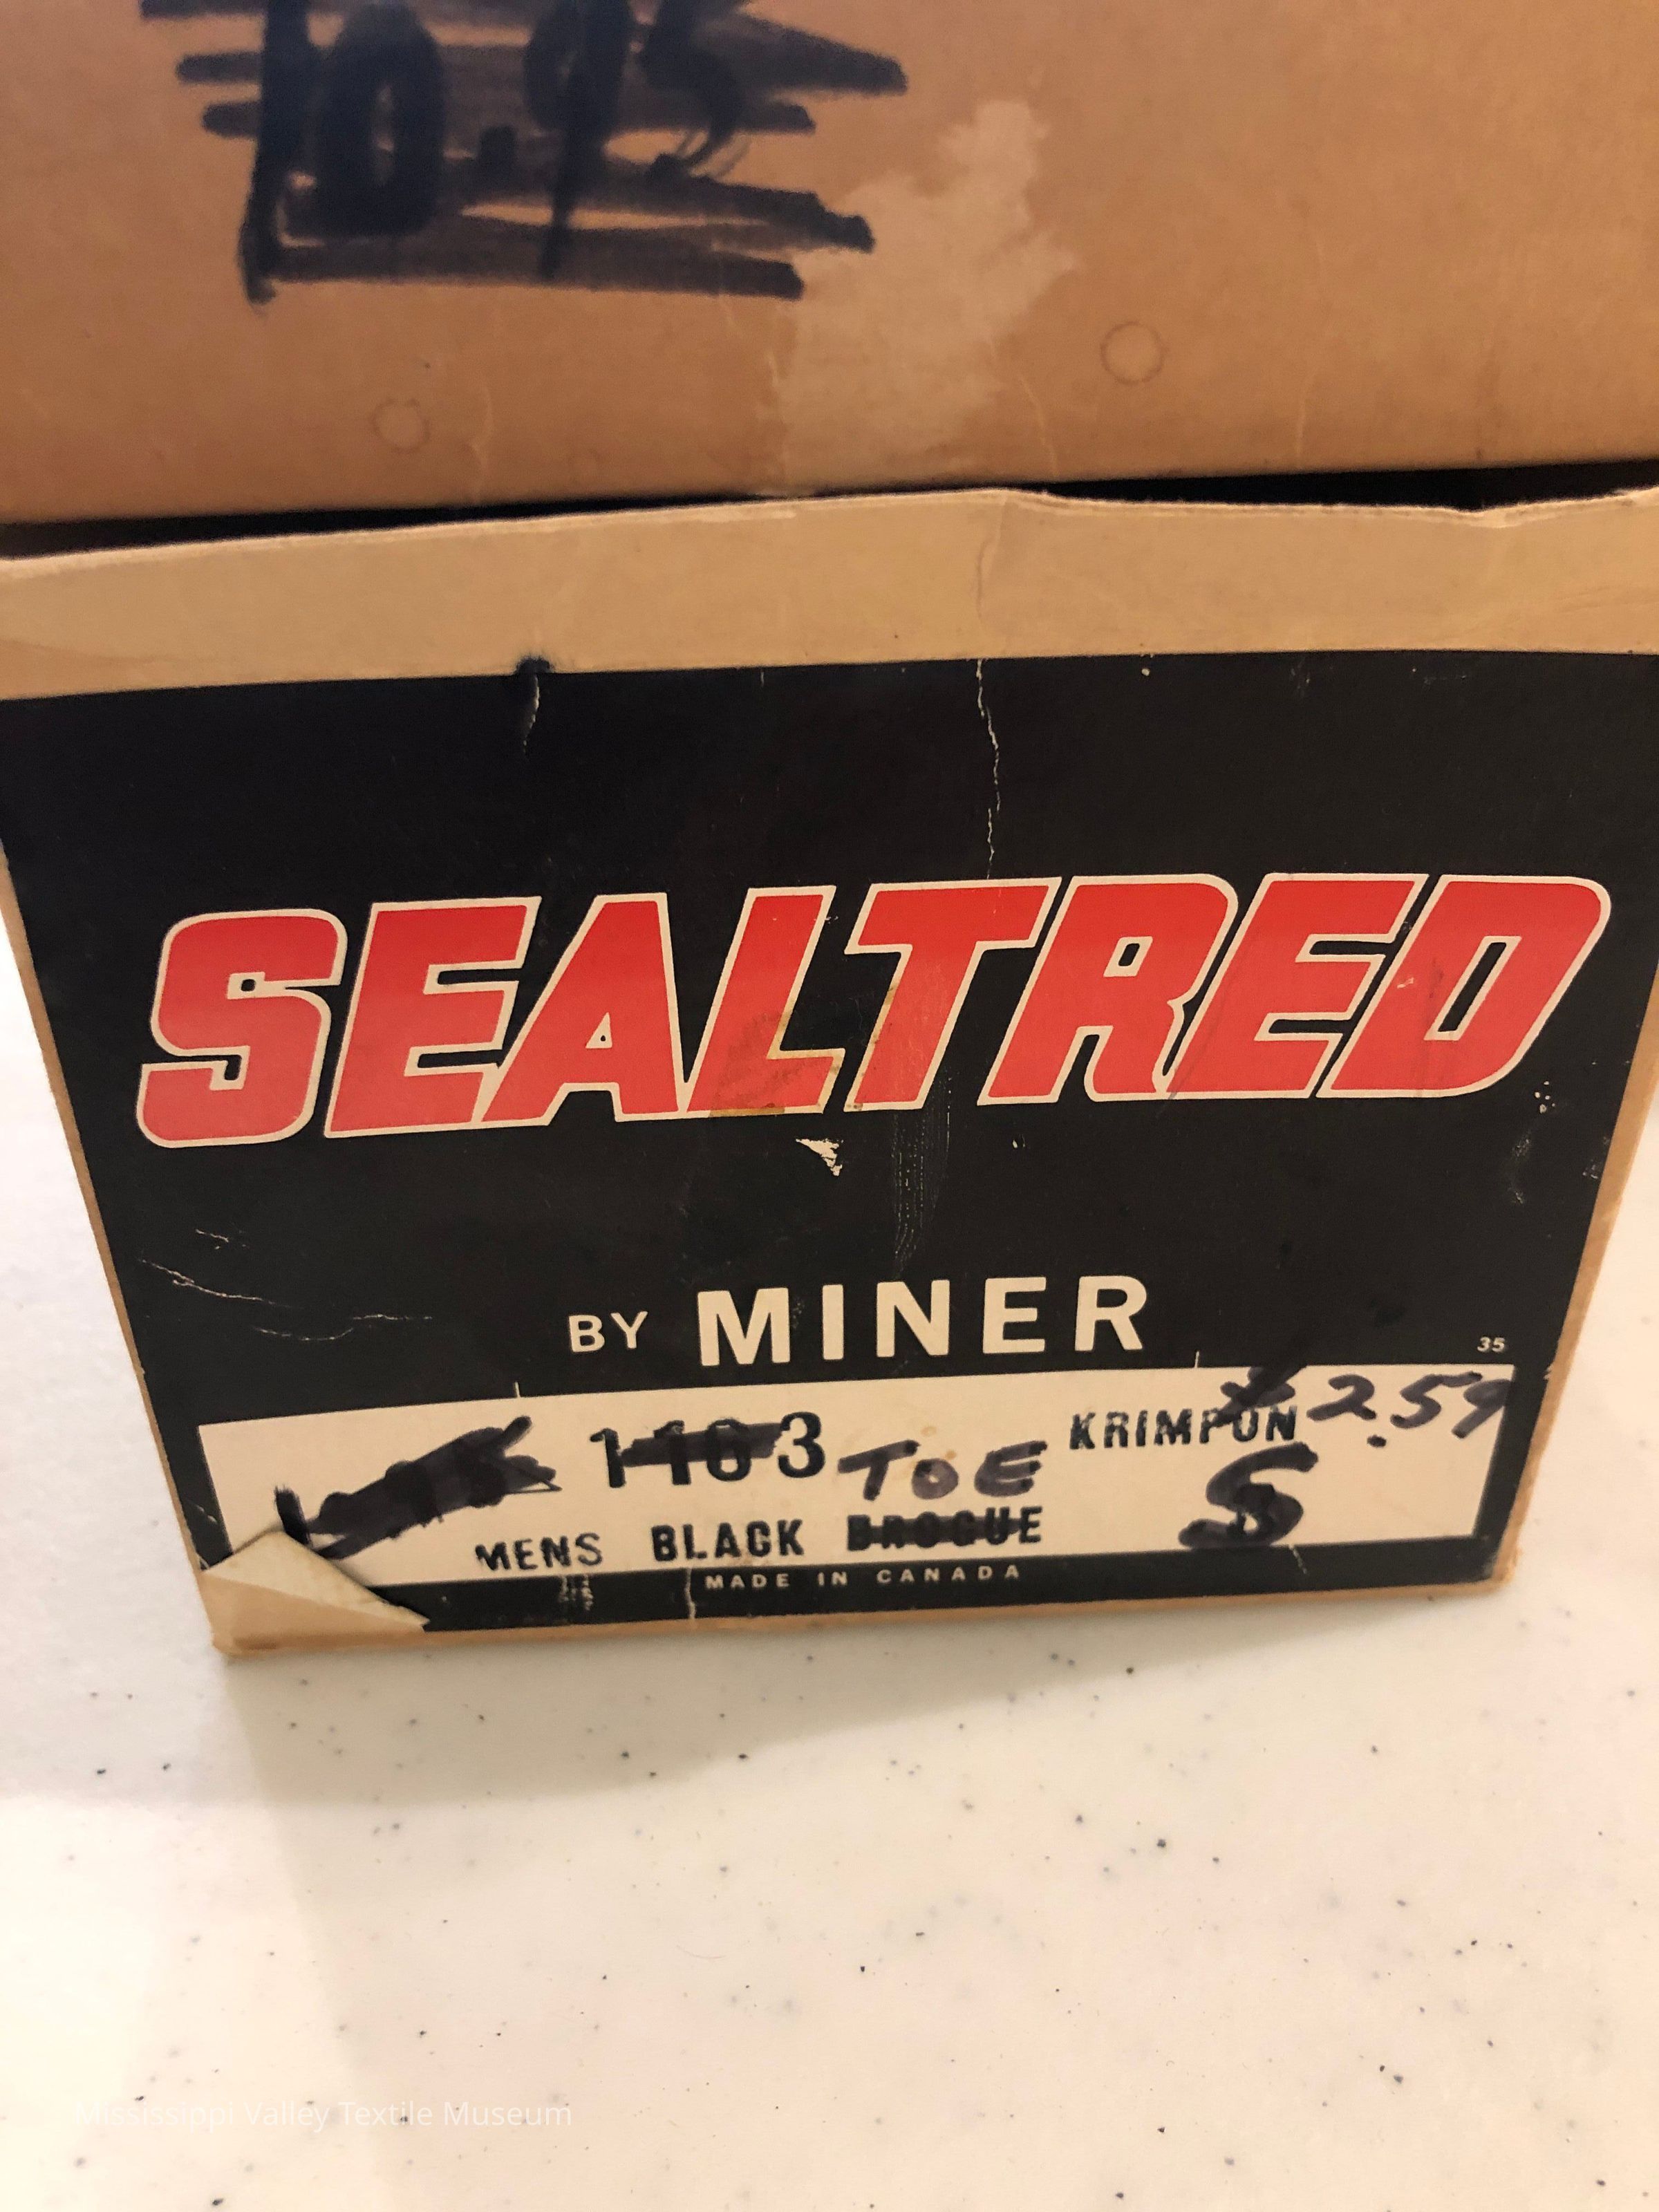 10.95
SEALTRED
BY MINER
35
1103 TOE KRIMPON 2.59
MENS BLACK BROGUE S
MADE IN CANADA
Mississippi Valley Textile Museum